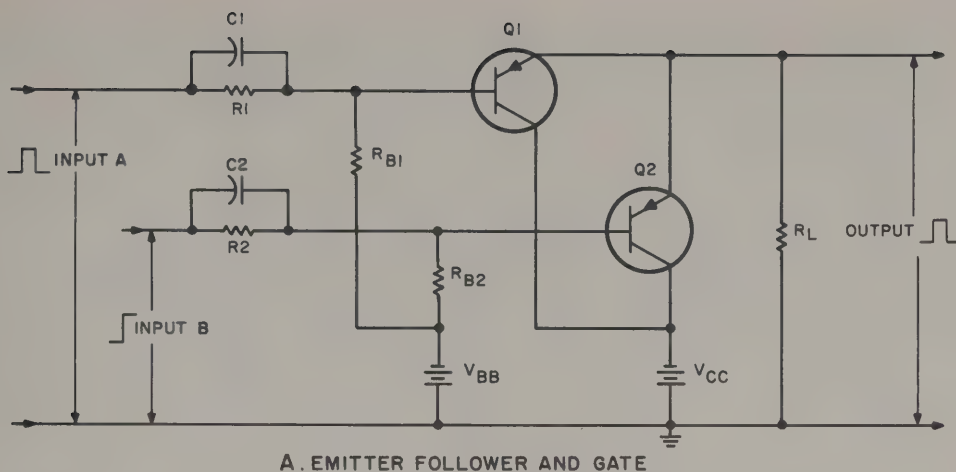 C1
Q1
R1
INPUT A
RB1
C2
Q2
R2
RB2
RL
OUTPUT
INPUT B
VBB
VCC
A. EMITTER FOLLOWER AND GATE